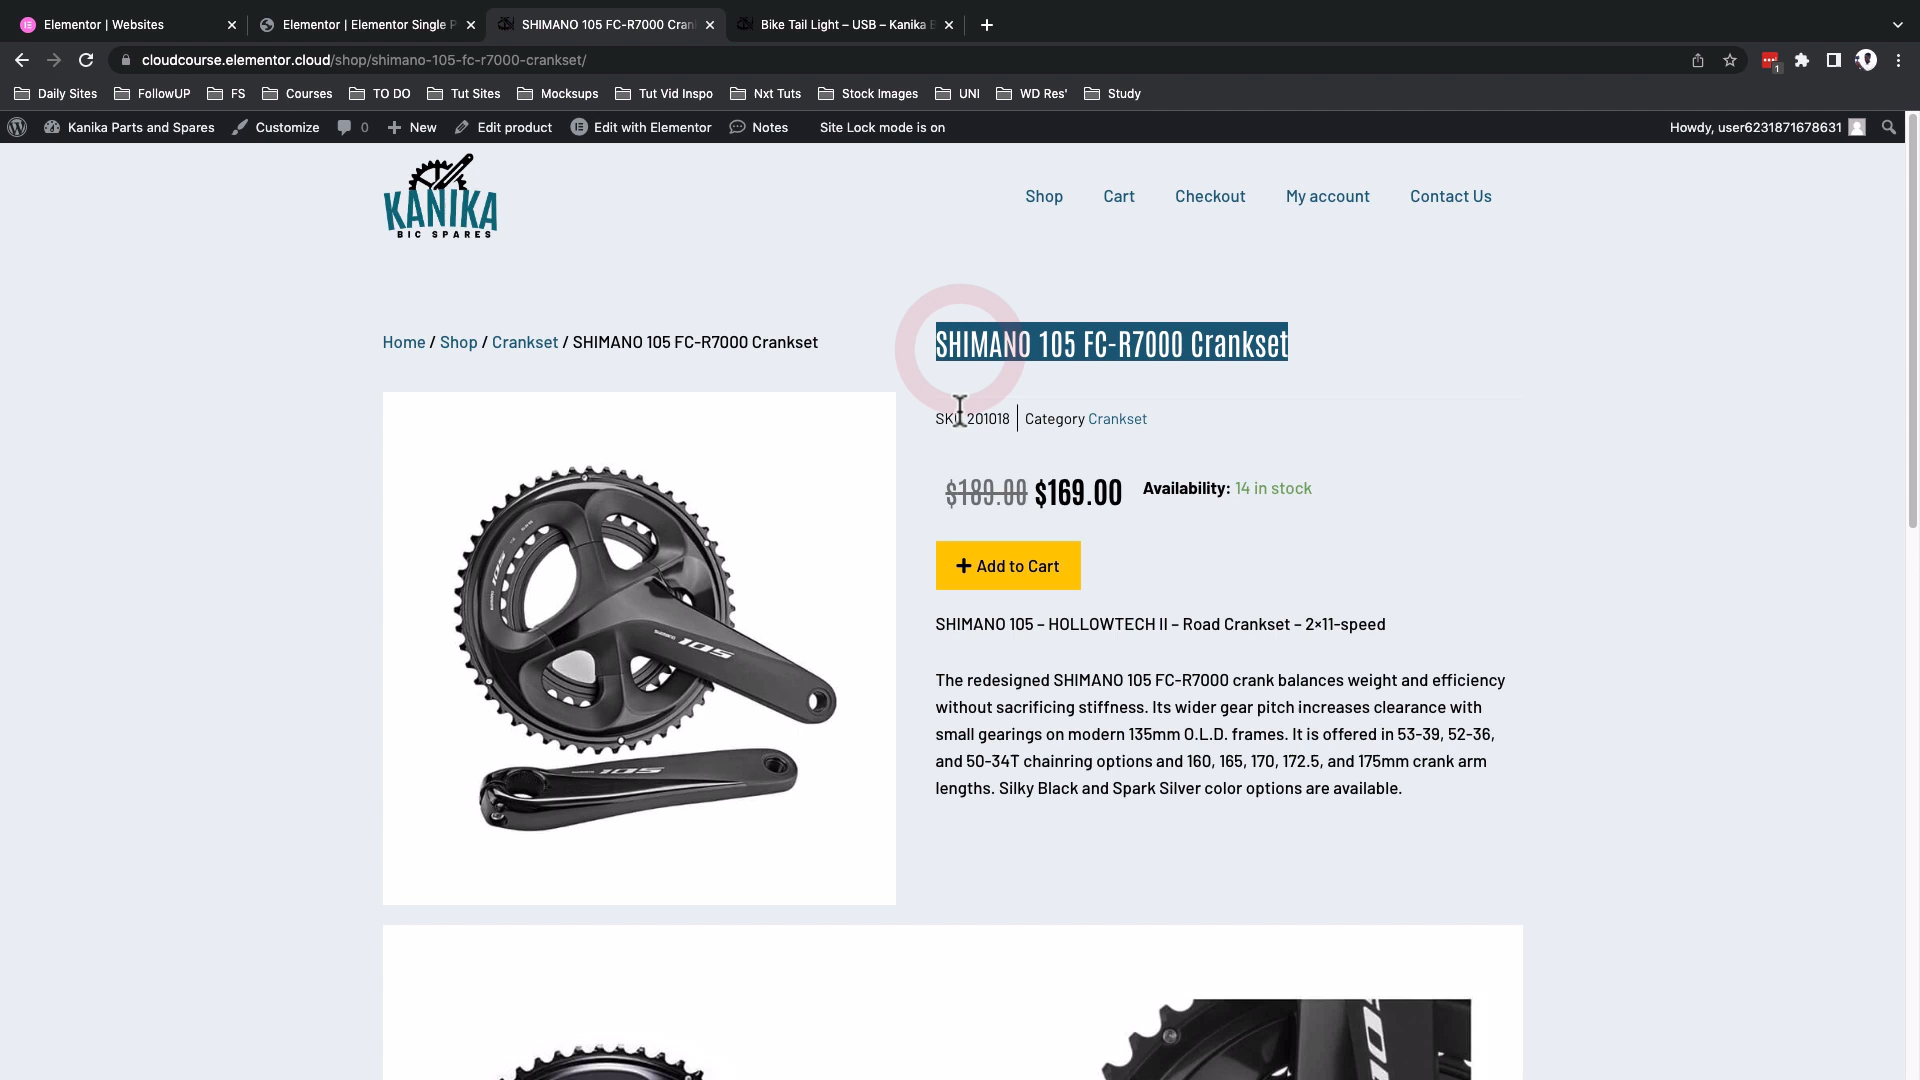 Elementor | Websites
Elementor | Elementor Single P
SHIMANO 105 FC-R7000 Cran
Bike Tail Light – USB – Kanika B
cloudcourse.elementor.cloud/shop/shimano-105-fc-r7000-crankset/
1
Daily Sites
FollowUP
FS
Courses
TO DO
Tut Sites
Mocksups
Tut Vid Inspo
Nxt Tuts
Stock Images
UNI
WD Res'
Study
Kanika Parts and Spares
Customize
0
New
Edit product
Edit with Elementor
Notes
Site Lock mode is on
Howdy, user6231871678631
KANIKA
BIC SPARES
Shop
Cart
Checkout
My account
Contact Us
Home / Shop / Crankset / SHIMANO 105 FC-R7000 Crankset
SHIMANO 105 FC-R7000 Crankset
SKU 201018
Category Crankset
$189.00 $169.00
Availability: 14 in stock
Add to Cart
SHIMANO 105 – HOLLOWTECH II – Road Crankset – 2×11-speed
The redesigned SHIMANO 105 FC-R7000 crank balances weight and efficiency
without sacrificing stiffness. Its wider gear pitch increases clearance with
small gearings on modern 135mm O.L.D. frames. It is offered in 53-39, 52-36,
and 50-34T chainring options and 160, 165, 170, 172.5, and 175mm crank arm
lengths. Silky Black and Spark Silver color options are available.
105
SHIMANO 105
SHIMANO 105